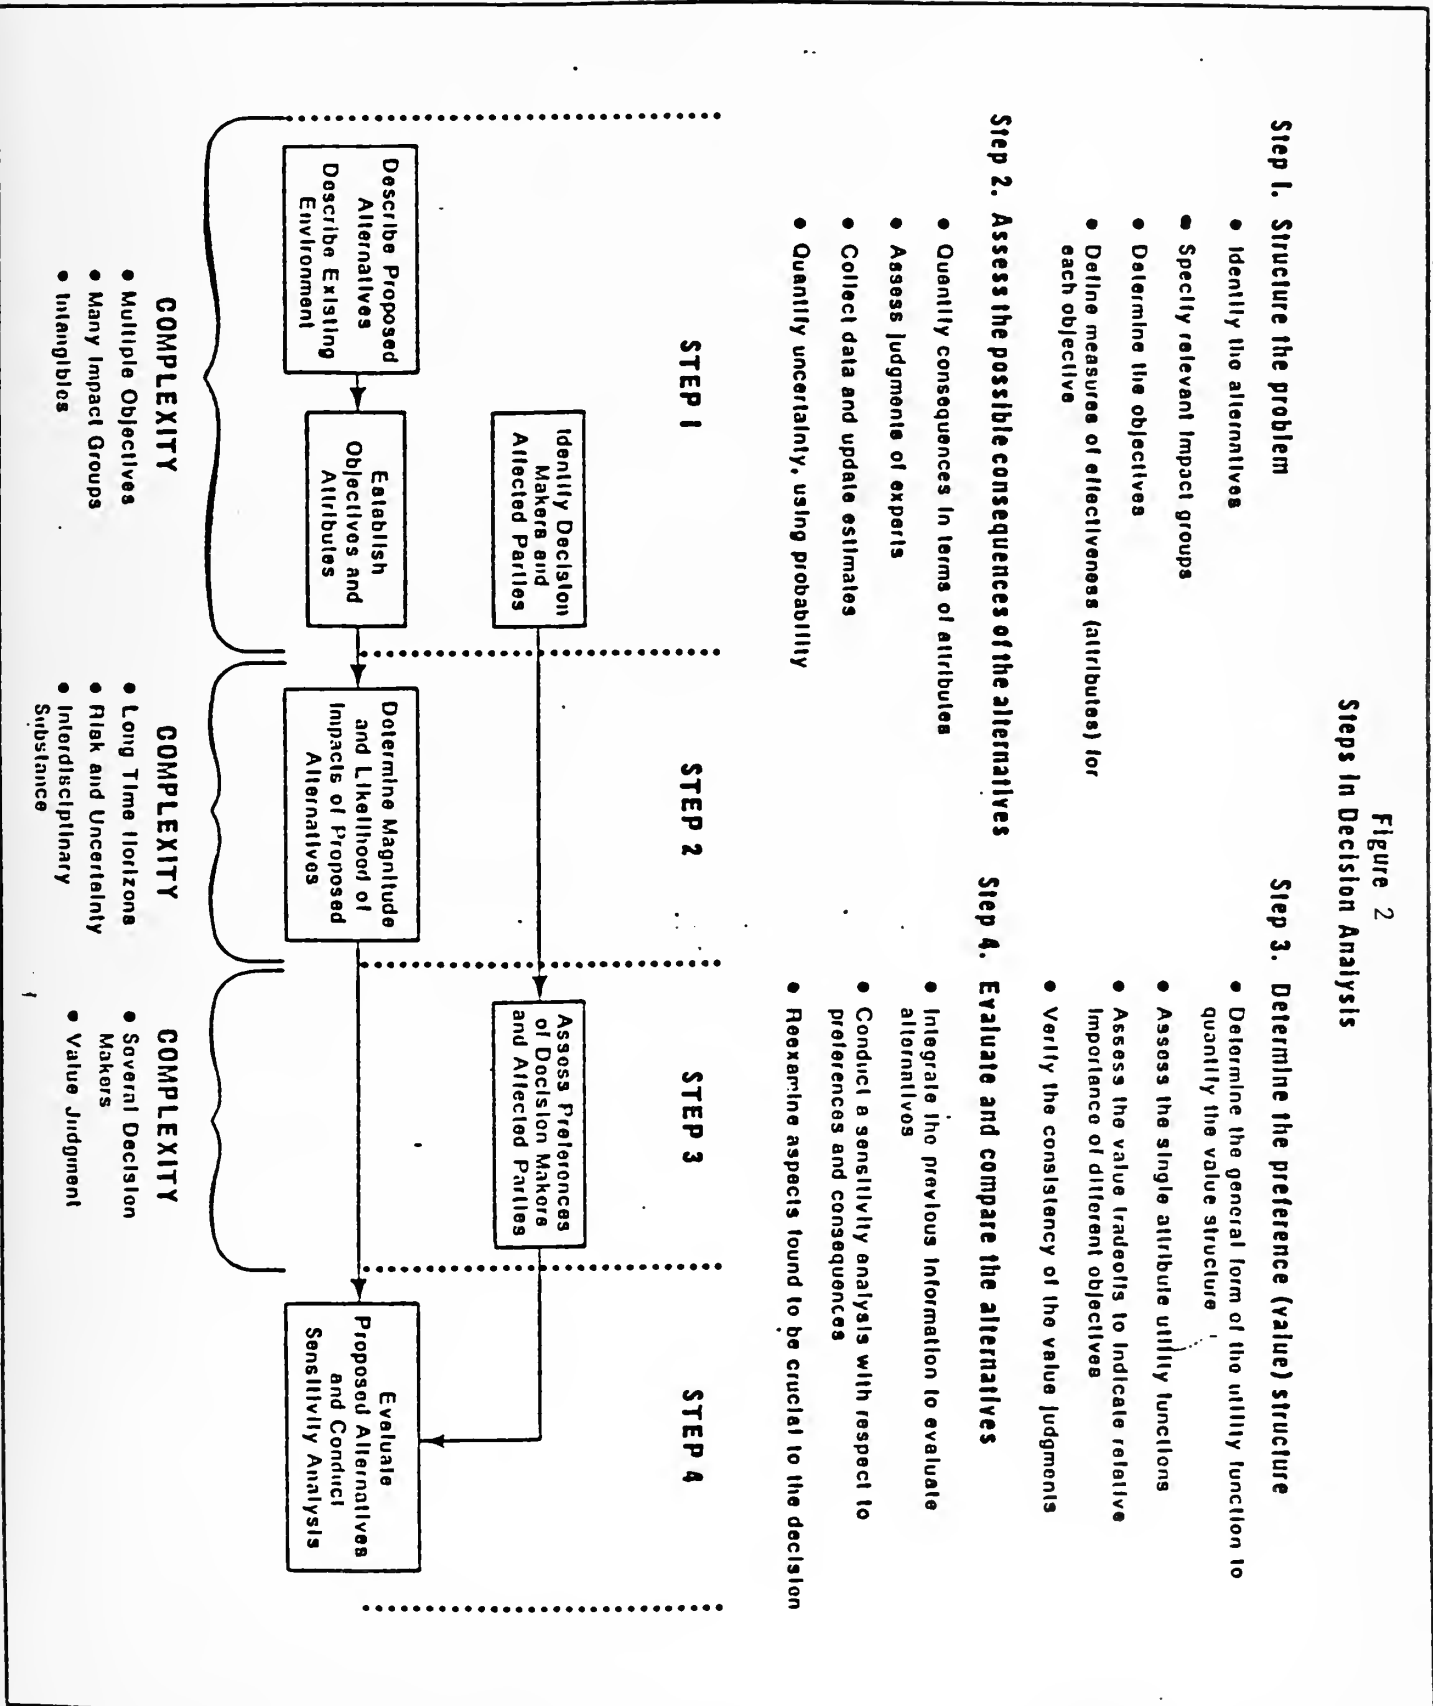 Figure 2
Steps in Decision Analysis
Step 1. Structure the problem
• Identify the alternatives
• Specify relevant impact groups
• Determine the objectives
• Define measures of effectiveness (attributes) for
each objective
Step 2. Assess the possible consequences of the alternatives
• Quantify consequences in terms of attributes
• Assess judgments of experts
• Collect data and update estimates
• Quantify uncertainty, using probability
Step 3. Determine the preference (value) structure
• Determine the general form of the utility function to
quantify the value structure
• Assess the single attribute utility functions
• Assess the value tradeoffs to indicate relative
importance of different objectives
• Verify the consistency of the value judgments
Step 4. Evaluate and compare the alternatives
• Integrate the previous information to evaluate
alternatives
• Conduct a sensitivity analysis with respect to
preferences and consequences
• Reexamine aspects found to be crucial to the decision
STEP 1
STEP 2
STEP 3
STEP 4
Identify Decision
Makers and
Affected Parties
Assess Preferences
of Decision Makers
and Affected Parties
Describe Proposed
Alternatives
Describe Existing
Environment
Establish
Objectives and
Attributes
Determine Magnitude
and Likelihood of
Impacts of Proposed
Alternatives
Evaluate
Proposed Alternatives
and Conduct
Sensitivity Analysis
COMPLEXITY
• Multiple Objectives
• Many Impact Groups
• Intangibles
COMPLEXITY
• Long Time Horizons
• Risk and Uncertainty
• Interdisciplinary
Substance
COMPLEXITY
• Several Decision
Makers
• Value Judgment